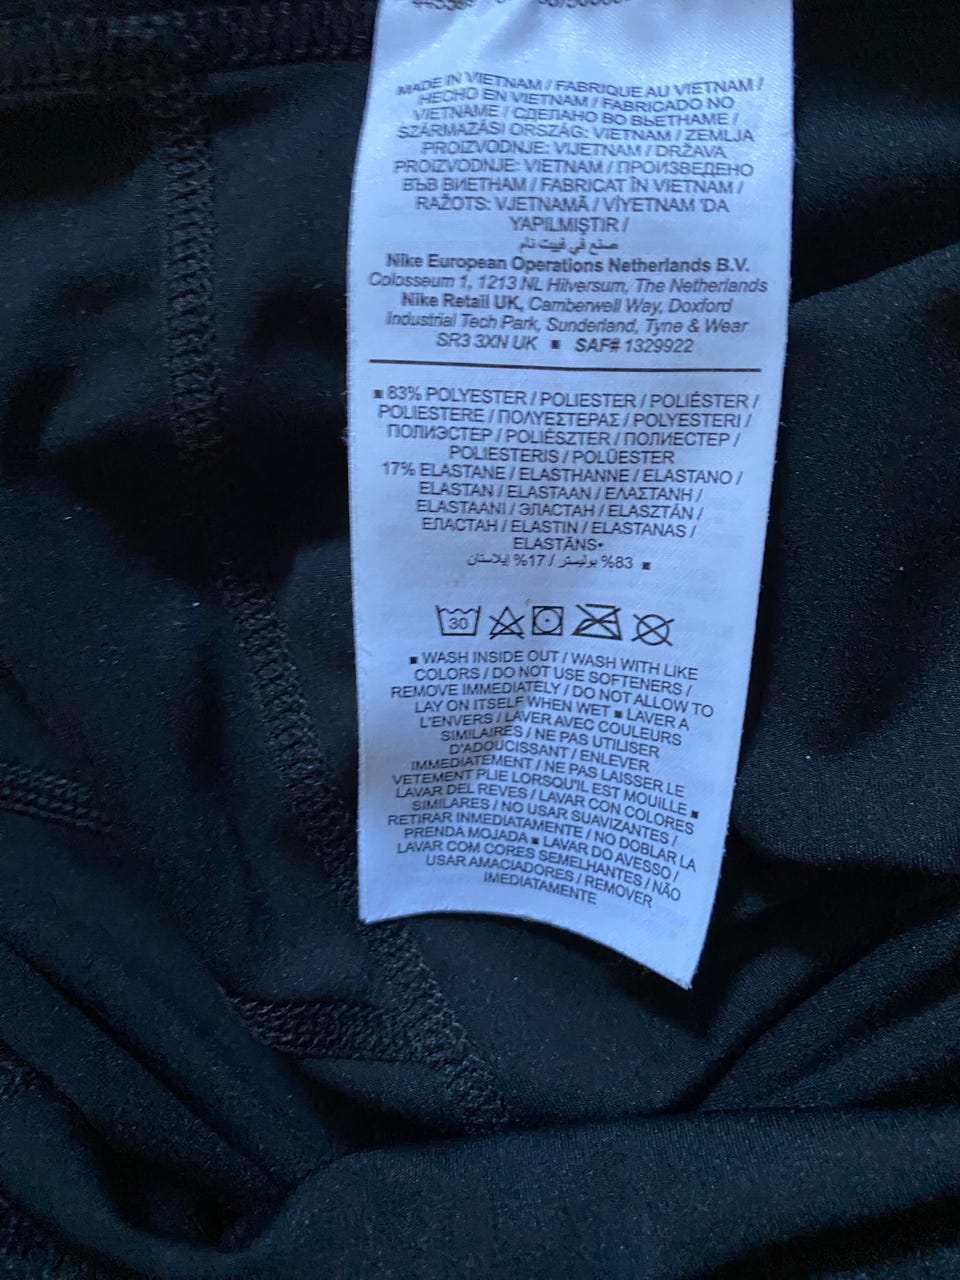 MADE IN VIETNAM / FABRIQUE AU VIETNAM /
HECHO EN VIETNAM / FABRICADO NO
VIETNAME / СДЕЛАНО ВО ВЬЕТНАМЕ /
SZÁRMAZÁSI ORSZÁG: VIETNAM / ZEMLJA
PROIZVODNJE: VIJETNAM / DRŽAVA
PROIZVODNJE: VIETNAM / ПРОИЗВЕДЕНО
ВЪВ ВИЕТНАМ / FABRICAT ÎN VIETNAM /
RAŽOTS: VJETNAMĀ / VİYETNAM 'DA
YAPILMIŞTIR /
صنع في فيت نام
Nike European Operations Netherlands B.V.
Colosseum 1, 1213 NL Hilversum, The Netherlands
Nike Retail UK, Camberwell Way, Doxford
Industrial Tech Park, Sunderland, Tyne & Wear
SR3 3XN UK ▪ SAF# 1329922
▪ 83% POLYESTER / POLIESTER / POLIÉSTER /
POLIESTERE / ΠΟΛΥΕΣΤΕΡΑΣ / POLYESTERI /
ПОЛИЭСТЕР / POLIÉSZTER / ПОЛИЕСТЕР /
POLIESTERIS / POLÜESTER
17% ELASTANE / ELASTHANNE / ELASTANO /
ELASTAN / ELASTAAN / ΕΛΑΣΤΑΝΗ /
ELASTAANI / ЭЛАСТАН / ELASZTÁN /
ЕЛАСТАН / ELASTIN / ELASTANAS /
ELASTĀNS•
83% بوليستر / 17% إيلاستان ▪
30
▪ WASH INSIDE OUT / WASH WITH LIKE
COLORS / DO NOT USE SOFTENERS /
REMOVE IMMEDIATELY / DO NOT ALLOW TO
LAY ON ITSELF WHEN WET ▪ LAVER A
L'ENVERS / LAVER AVEC COULEURS
SIMILAIRES / NE PAS UTILISER
D'ADOUCISSANT / ENLEVER
IMMEDIATEMENT / NE PAS LAISSER LE
VETEMENT PLIE LORSQU'IL EST MOUILLE ▪
LAVAR DEL REVES / LAVAR CON COLORES
SIMILARES / NO USAR SUAVIZANTES /
RETIRAR INMEDIATAMENTE / NO DOBLAR LA
PRENDA MOJADA ▪ LAVAR DO AVESSO /
LAVAR COM CORES SEMELHANTES / NÃO
USAR AMACIADORES / REMOVER
IMEDIATAMENTE